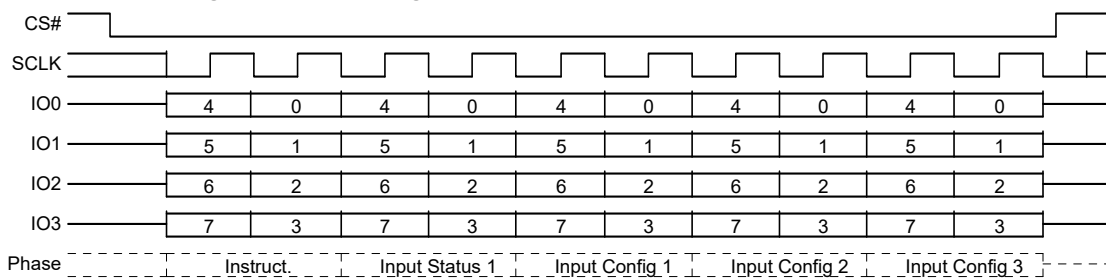 CS#
SCLK
IO0 4 0 4 0 4 0 4 0 4 0
IO1 5 1 5 1 5 1 5 1 5 1
IO2 6 2 6 2 6 2 6 2 6 2
IO3 7 3 7 3 7 3 7 3 7 3
Phase Instruct. Input Status 1 Input Config 1 Input Config 2 Input Config 3